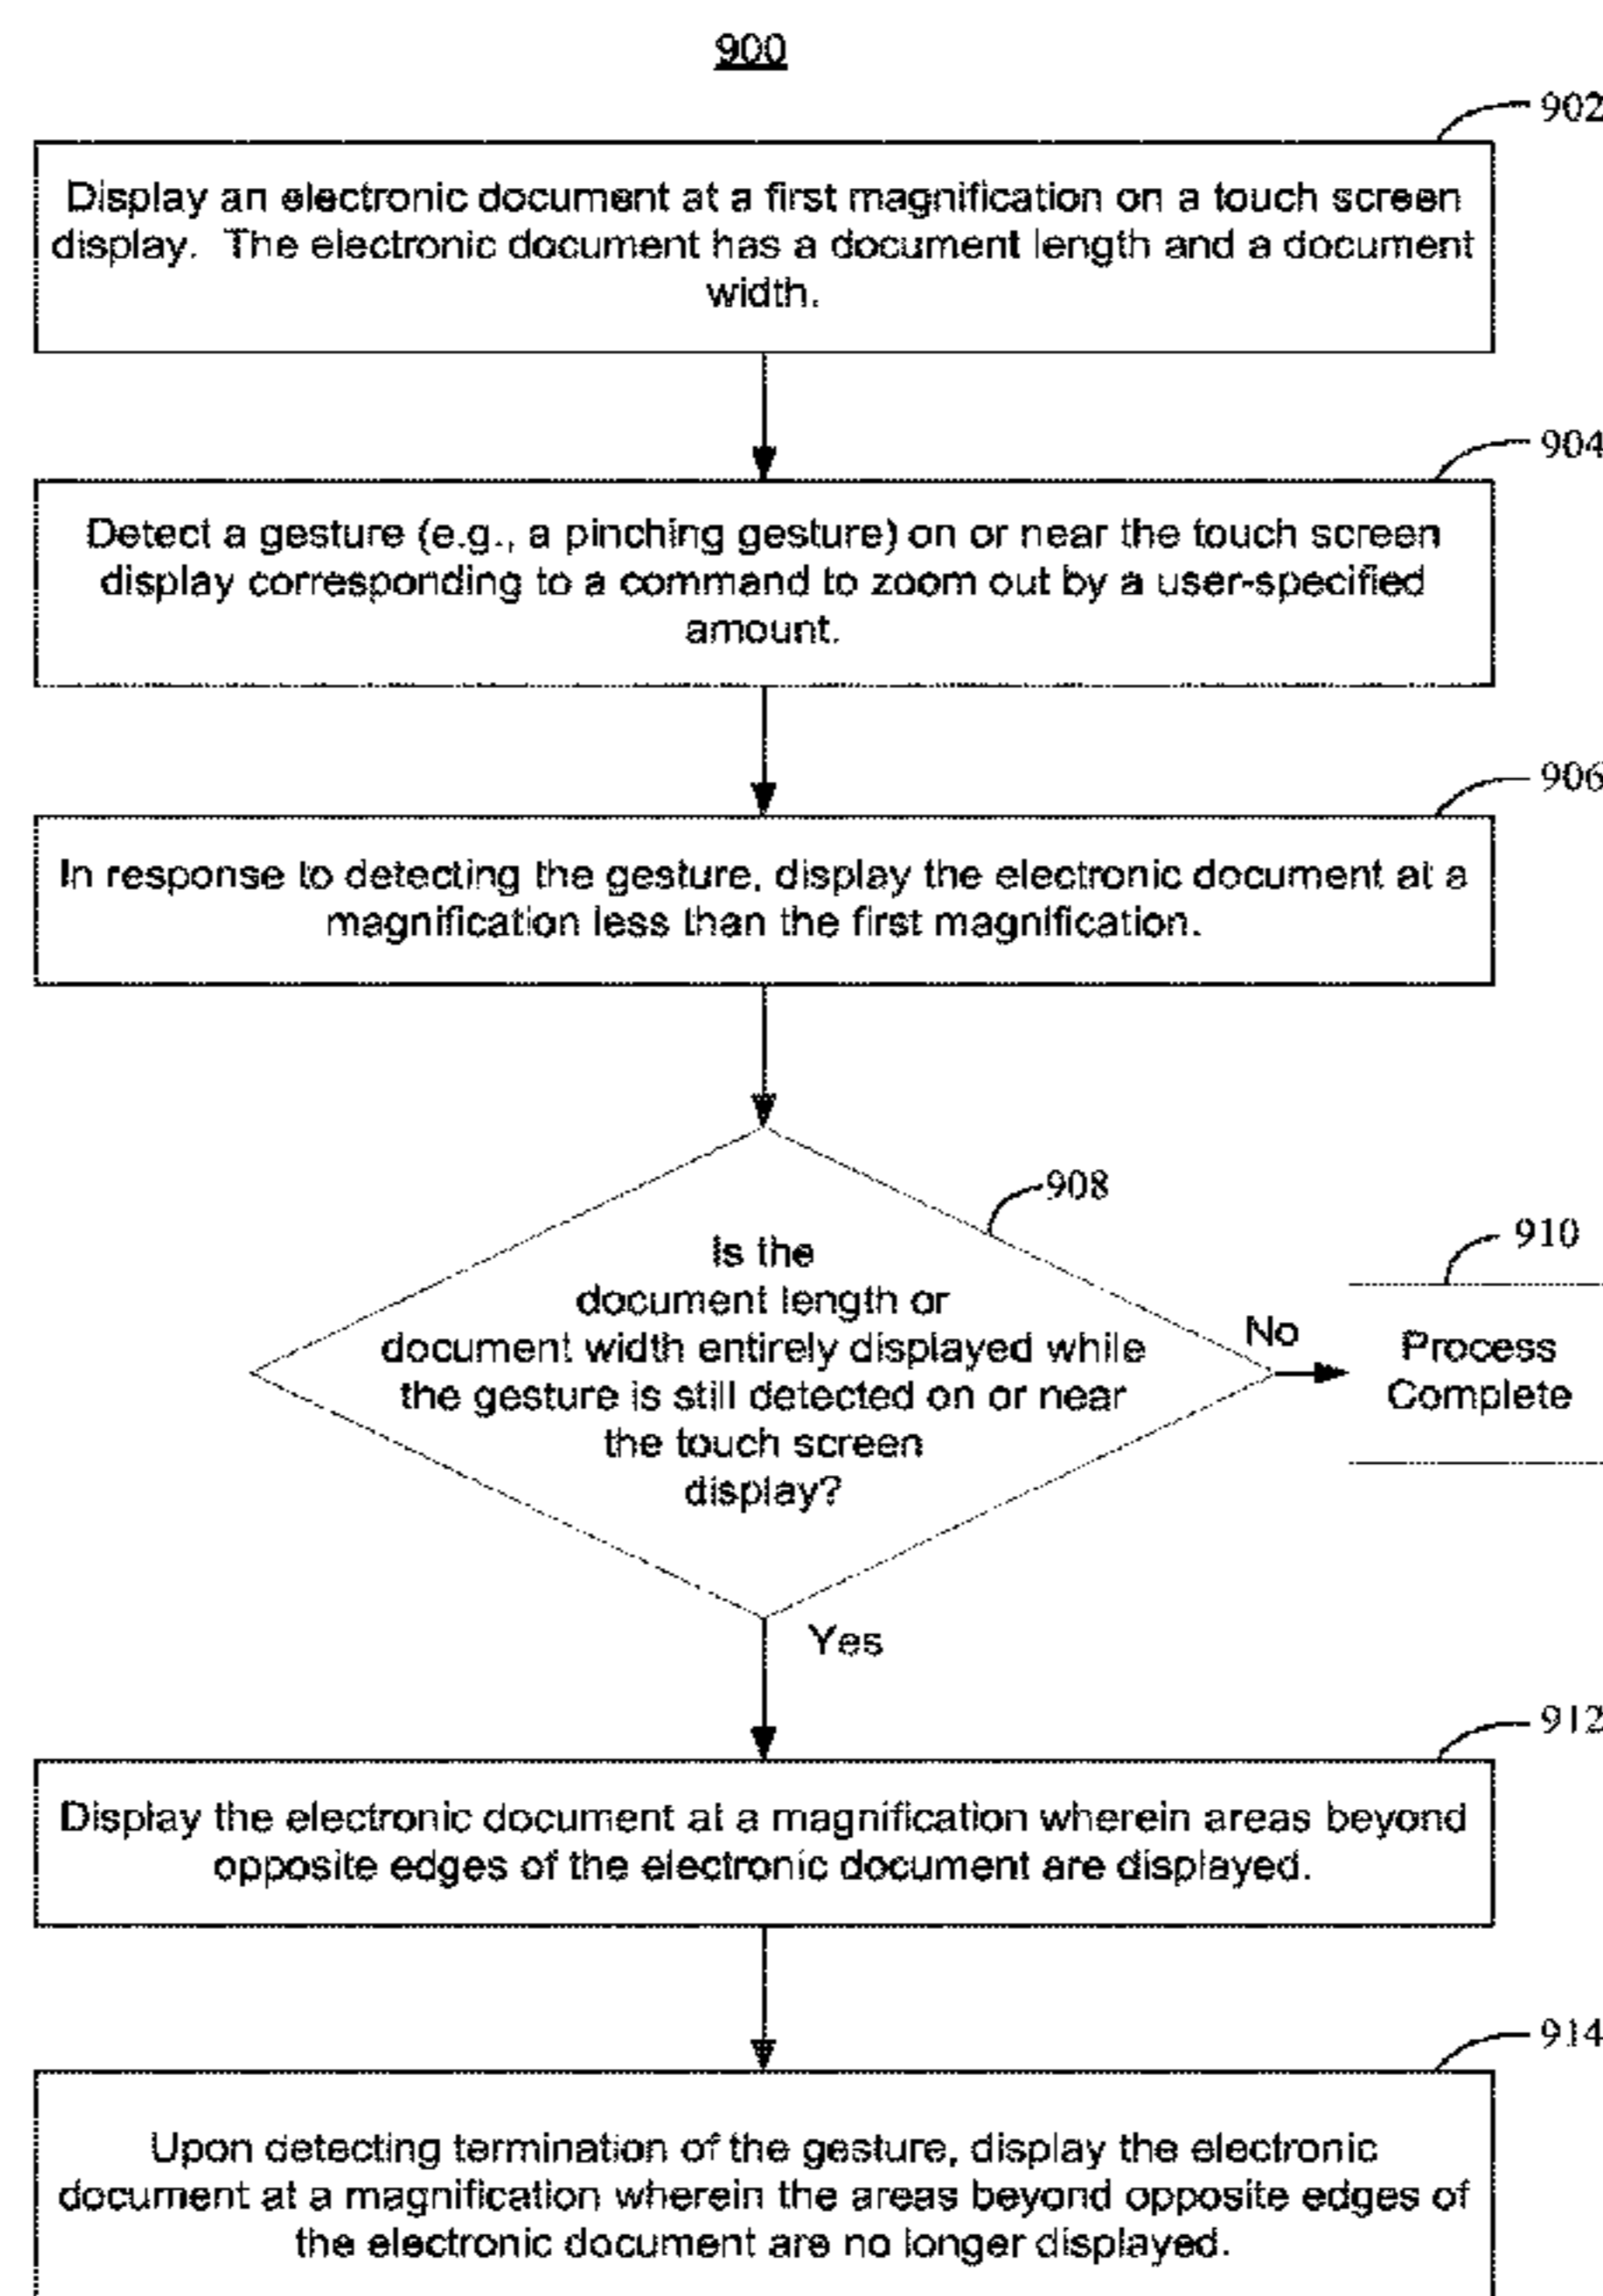 900
902
Display an electronic document at a first magnification on a touch screen
display. The electronic document has a document length and a document
width.
904
Detect a gesture (e.g., a pinching gesture) on or near the touch screen
display corresponding to a command to zoom out by a user-specified
amount.
906
In response to detecting the gesture, display the electronic document at a
magnification less than the first magnification.
908
Is the
document length or
document width entirely displayed while
the gesture is still detected on or near
the touch screen
display?
No
910
Process
Complete
Yes
912
Display the electronic document at a magnification wherein areas beyond
opposite edges of the electronic document are displayed.
914
Upon detecting termination of the gesture, display the electronic
document at a magnification wherein the areas beyond opposite edges of
the electronic document are no longer displayed.